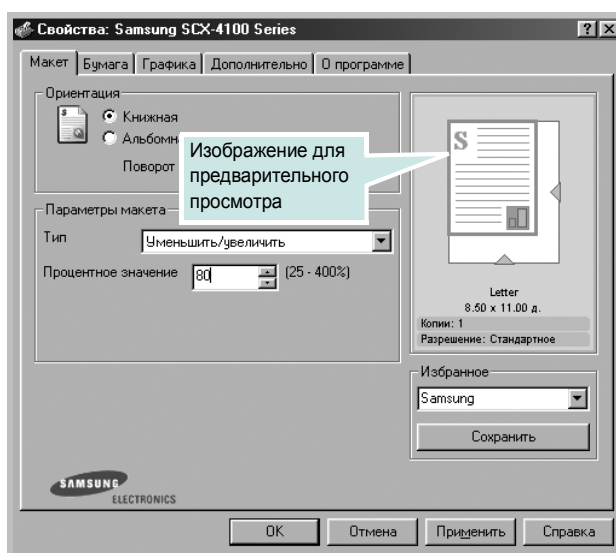 Свойства: Samsung SCX-4100 Series
Макет Бумага Графика Дополнительно О программе
Ориентация
Книжная
Поворот
Изображение для
предварительного
просмотра
S
Параметры макета
Тип Уменьшить/увеличить
Процентное значение 80 (25 - 400%)
Letter
8.50 x 11.00 д.
Копии: 1
Разрешение: Стандартное
Избранное
Samsung
Сохранить
SAMSUNG
ELECTRONICS
OK Отмена Применить Справка